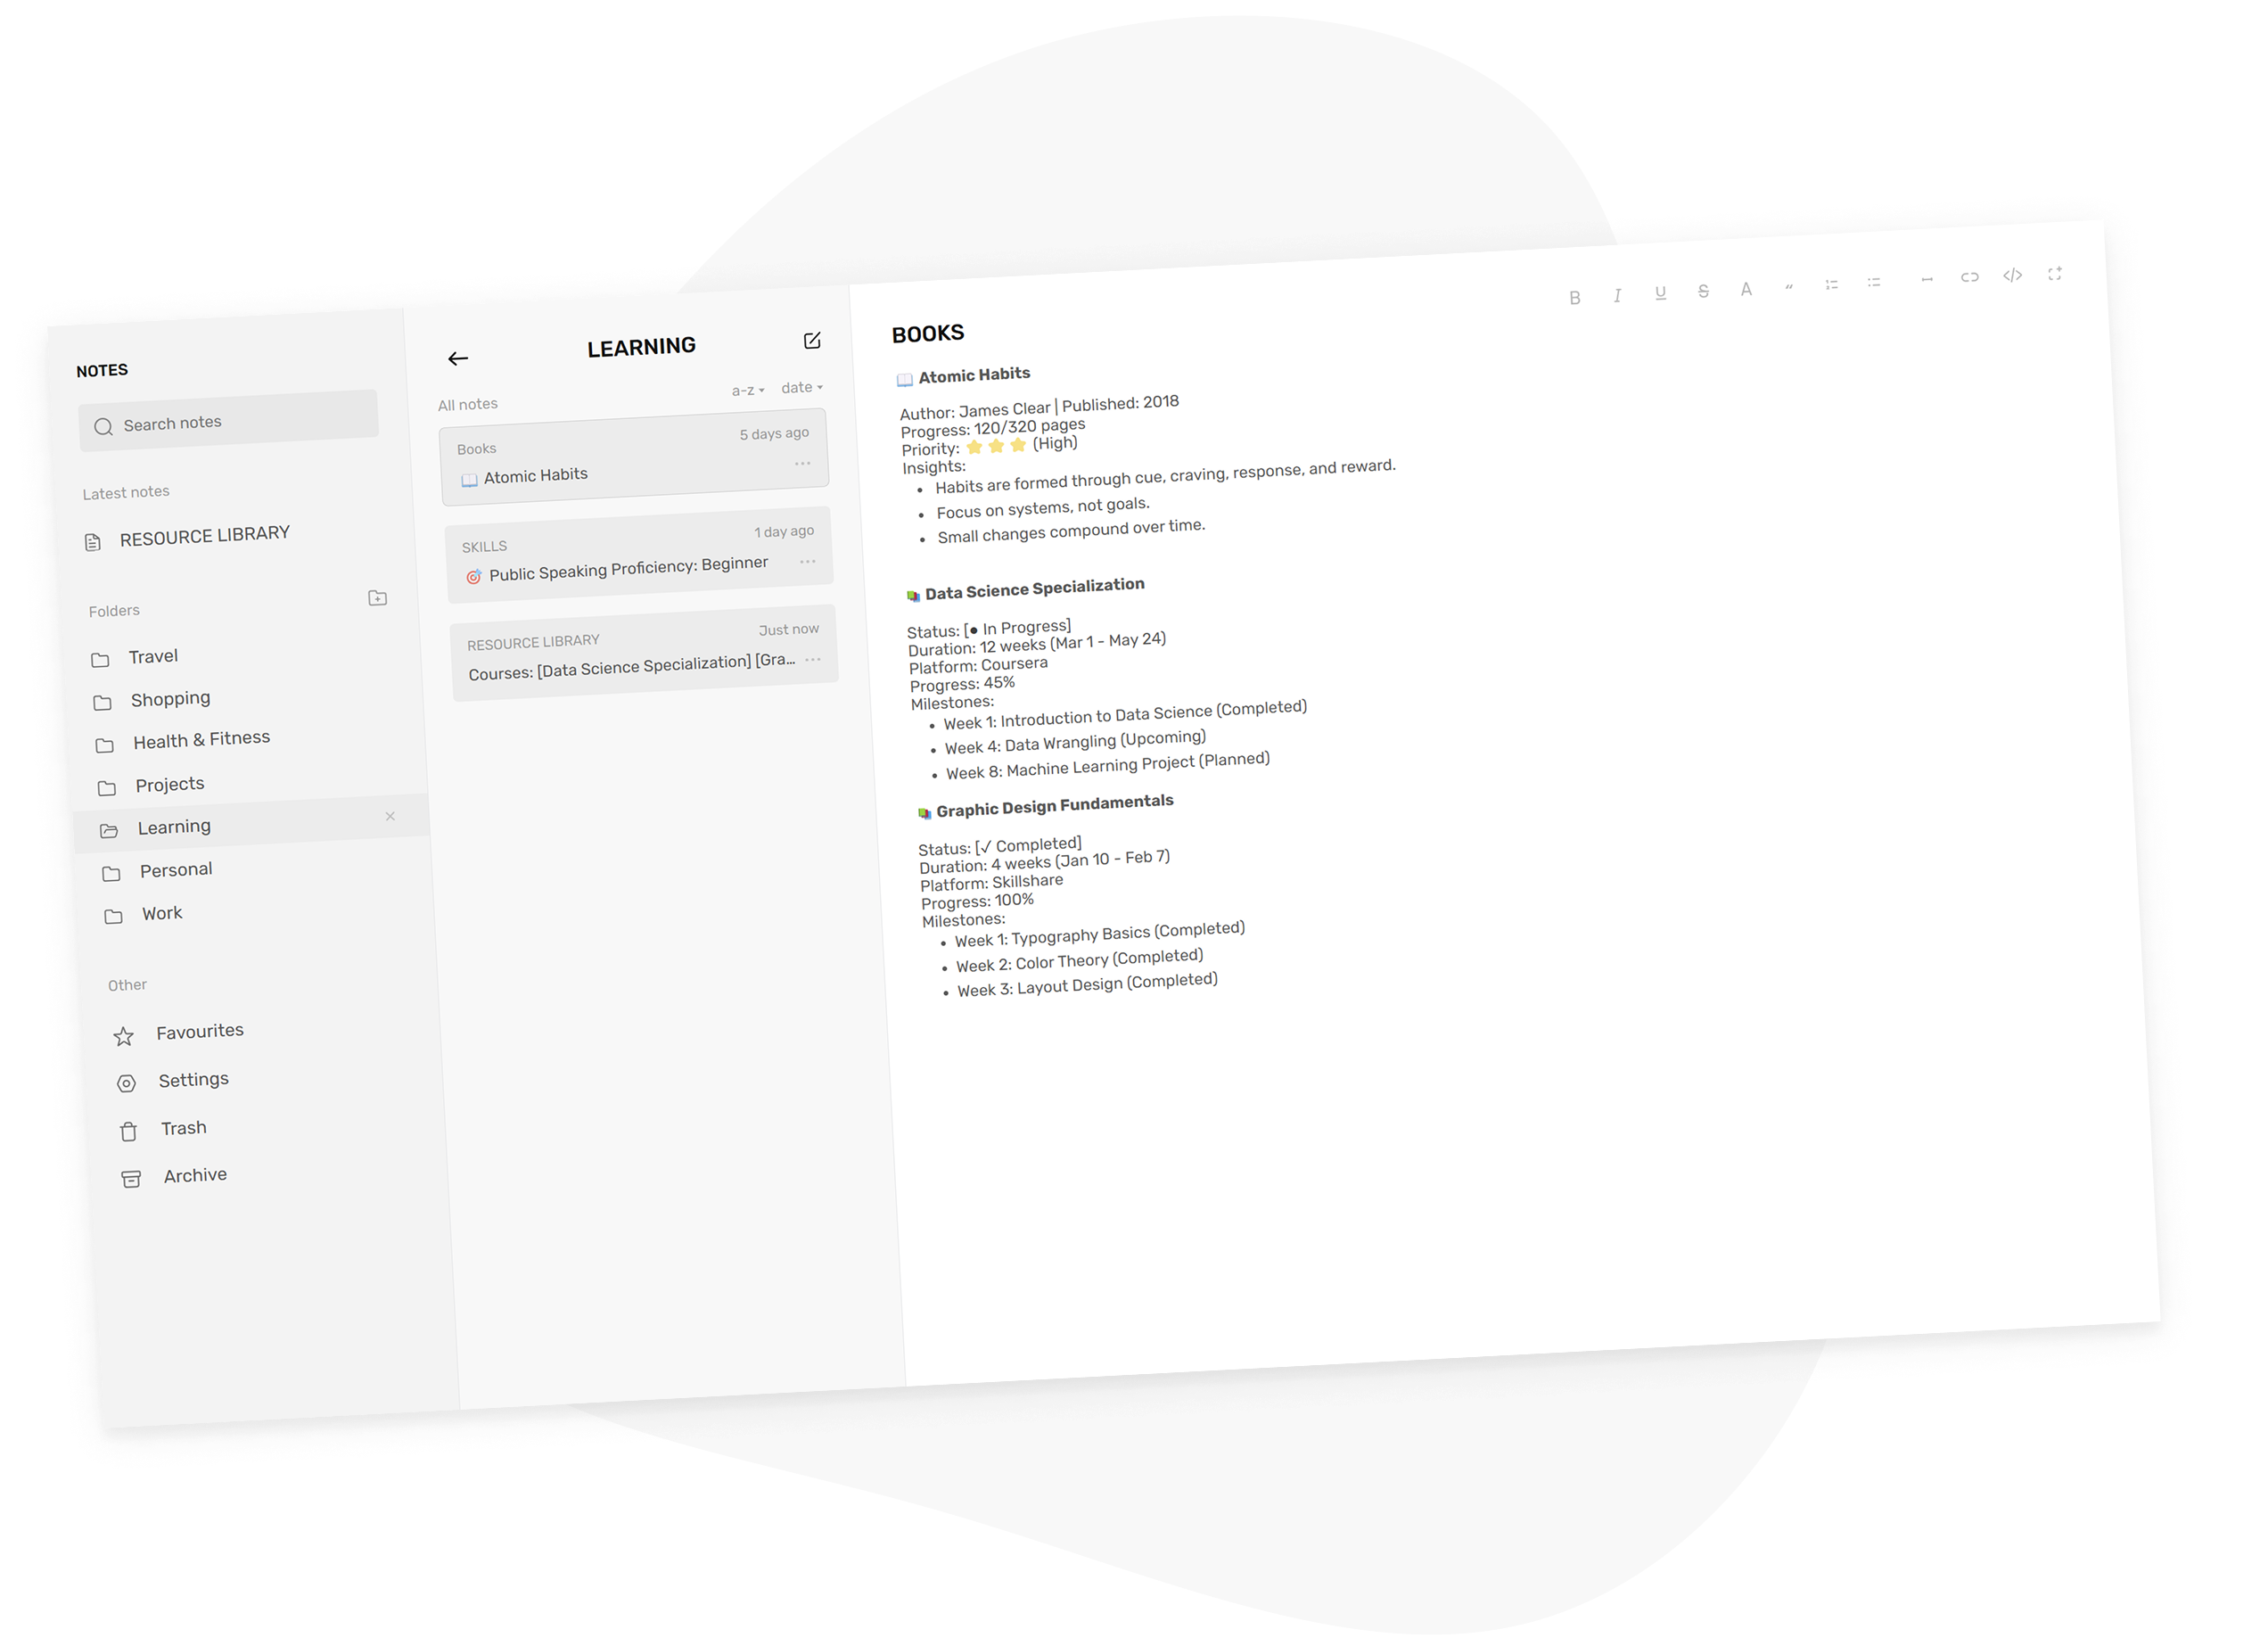 NOTES
Search notes
Latest notes
RESOURCE LIBRARY
Folders
Travel
Shopping
Health & Fitness
Projects
Learning
Personal
Work
Other
Favourites
Settings
Trash
Archive
LEARNING
All notes a-z date
Books 5 days ago
📖 Atomic Habits
SKILLS 1 day ago
🎯 Public Speaking Proficiency: Beginner
RESOURCE LIBRARY Just now
Courses: [Data Science Specialization] [Gra...
B I U S A “ </>
BOOKS
📖 Atomic Habits
Author: James Clear | Published: 2018
Progress: 120/320 pages
Priority: ⭐⭐⭐ (High)
Insights:
• Habits are formed through cue, craving, response, and reward.
• Focus on systems, not goals.
• Small changes compound over time.
📚 Data Science Specialization
Status: [● In Progress]
Duration: 12 weeks (Mar 1 - May 24)
Platform: Coursera
Progress: 45%
Milestones:
• Week 1: Introduction to Data Science (Completed)
• Week 4: Data Wrangling (Upcoming)
• Week 8: Machine Learning Project (Planned)
📚 Graphic Design Fundamentals
Status: [✓ Completed]
Duration: 4 weeks (Jan 10 - Feb 7)
Platform: Skillshare
Progress: 100%
Milestones:
• Week 1: Typography Basics (Completed)
• Week 2: Color Theory (Completed)
• Week 3: Layout Design (Completed)